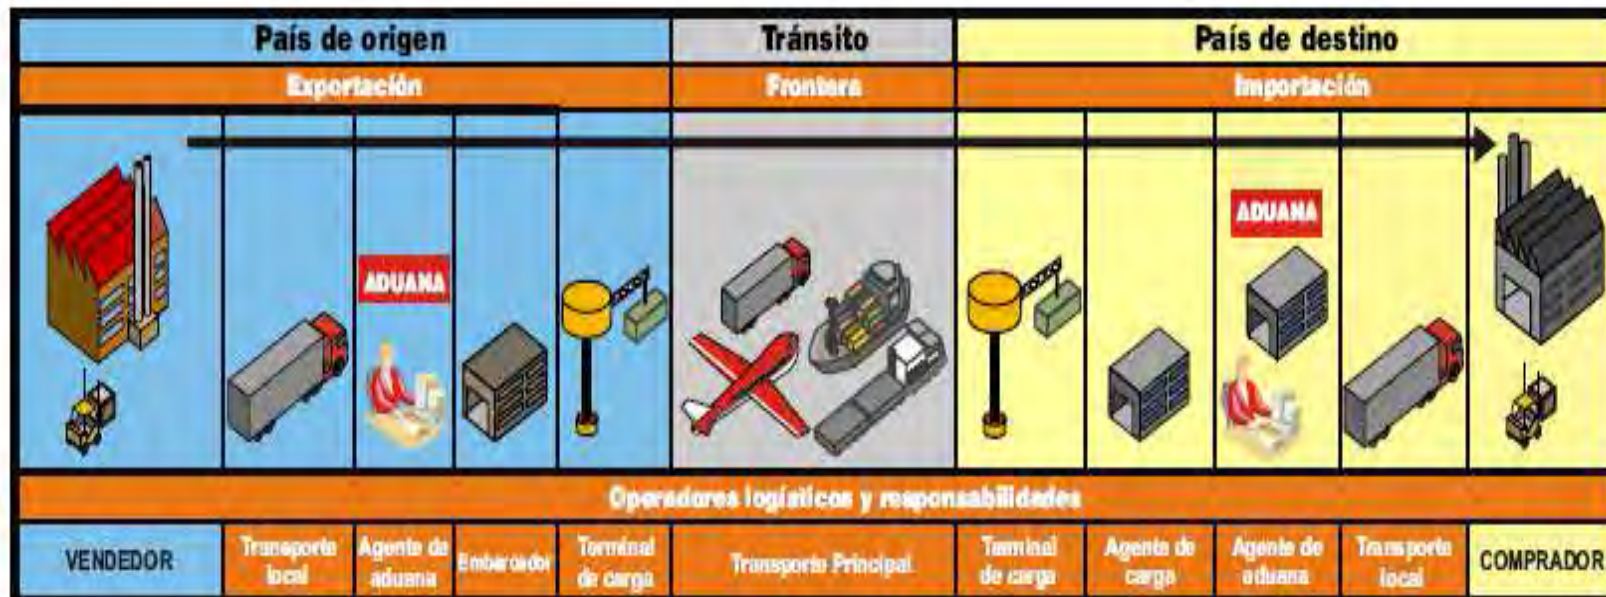 País de origen
Tránsito
País de destino
Exportación
Frontera
Importación
ADUANA
ADUANA
Operadores logísticos y responsabilidades
VENDEDOR
Transporte
local
Agente de
aduana
Embarcador
Terminal
de carga
Transporte Principal
Terminal
de carga
Agente de
carga
Agente de
aduana
Transporte
local
COMPRADOR